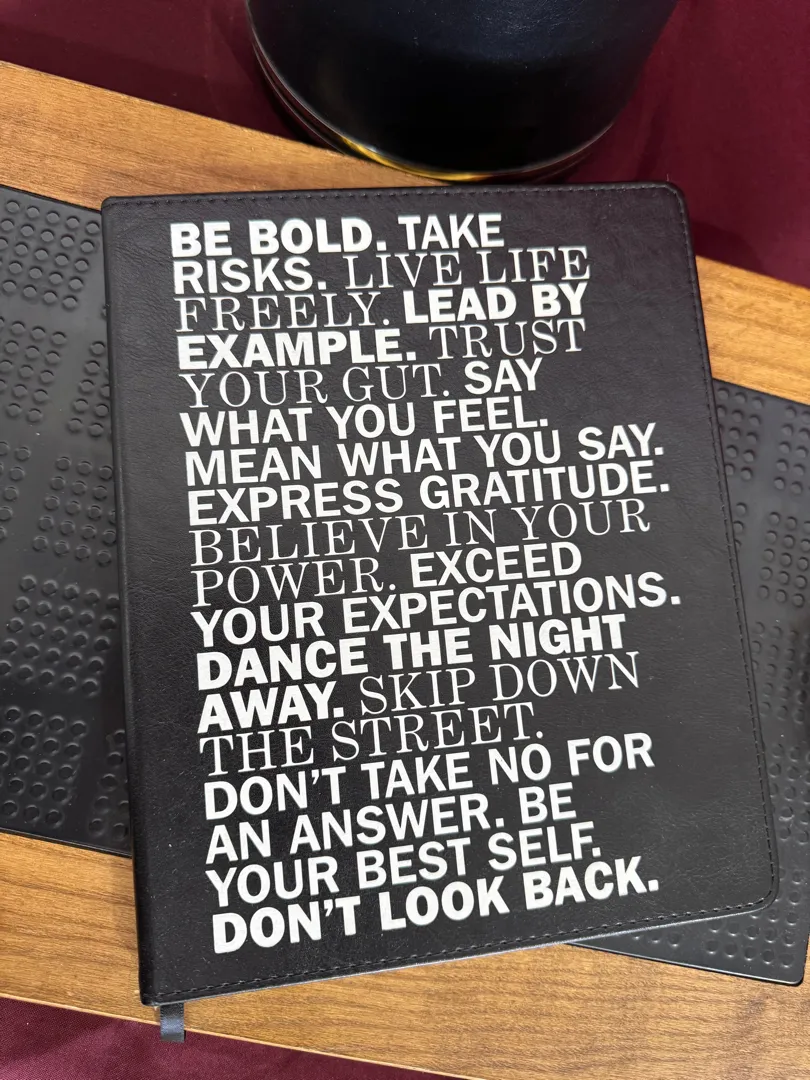 BE BOLD. TAKE
RISKS. LIVE LIFE
FREELY. LEAD BY
EXAMPLE. TRUST
YOUR GUT. SAY
WHAT YOU FEEL.
MEAN WHAT YOU SAY.
EXPRESS GRATITUDE.
BELIEVE IN YOUR
POWER. EXCEED
YOUR EXPECTATIONS.
DANCE THE NIGHT
AWAY. SKIP DOWN
THE STREET.
DON'T TAKE NO FOR
AN ANSWER. BE
YOUR BEST SELF.
DON'T LOOK BACK.